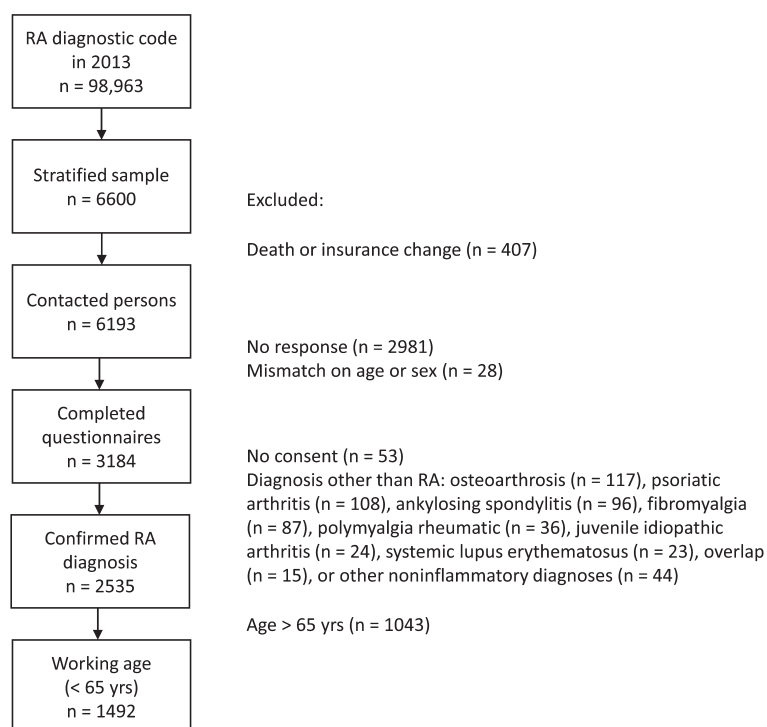 RA diagnostic code
in 2013
n = 98,963
Stratified sample
n = 6600
Excluded:
Death or insurance change (n = 407)
Contacted persons
n = 6193
No response (n = 2981)
Mismatch on age or sex (n = 28)
Completed
questionnaires
n = 3184
No consent (n = 53)
Diagnosis other than RA: osteoarthrosis (n = 117), psoriatic
arthritis (n = 108), ankylosing spondylitis (n = 96), fibromyalgia
(n = 87), polymyalgia rheumatic (n = 36), juvenile idiopathic
arthritis (n = 24), systemic lupus erythematosus (n = 23), overlap
(n = 15), or other noninflammatory diagnoses (n = 44)
Confirmed RA
diagnosis
n = 2535
Age > 65 yrs (n = 1043)
Working age
(< 65 yrs)
n = 1492